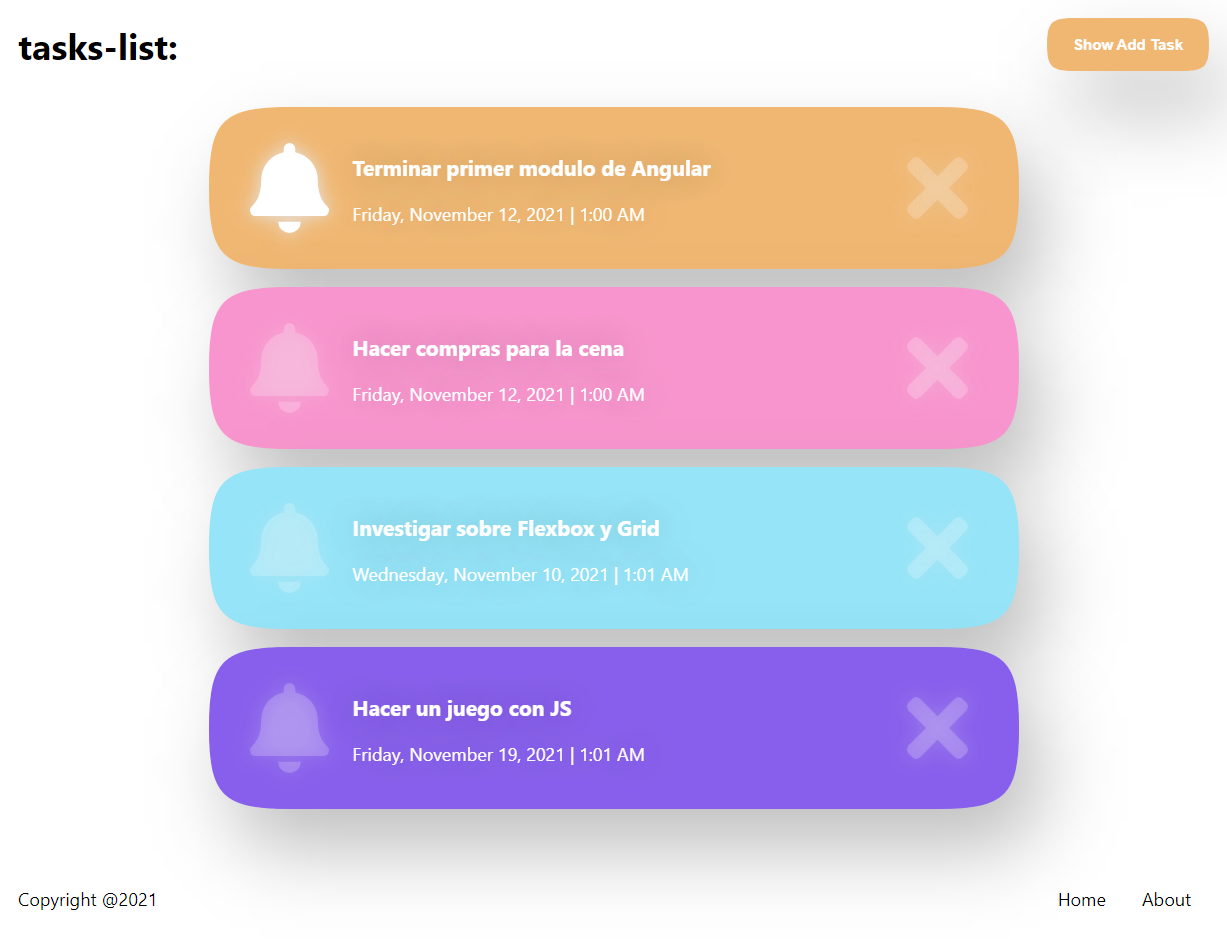 tasks-list:
Show Add Task
Terminar primer modulo de Angular
Friday, November 12, 2021 | 1:00 AM
Hacer compras para la cena
Friday, November 12, 2021 | 1:00 AM
Investigar sobre Flexbox y Grid
Wednesday, November 10, 2021 | 1:01 AM
Hacer un juego con JS
Friday, November 19, 2021 | 1:01 AM
Copyright @2021
Home
About